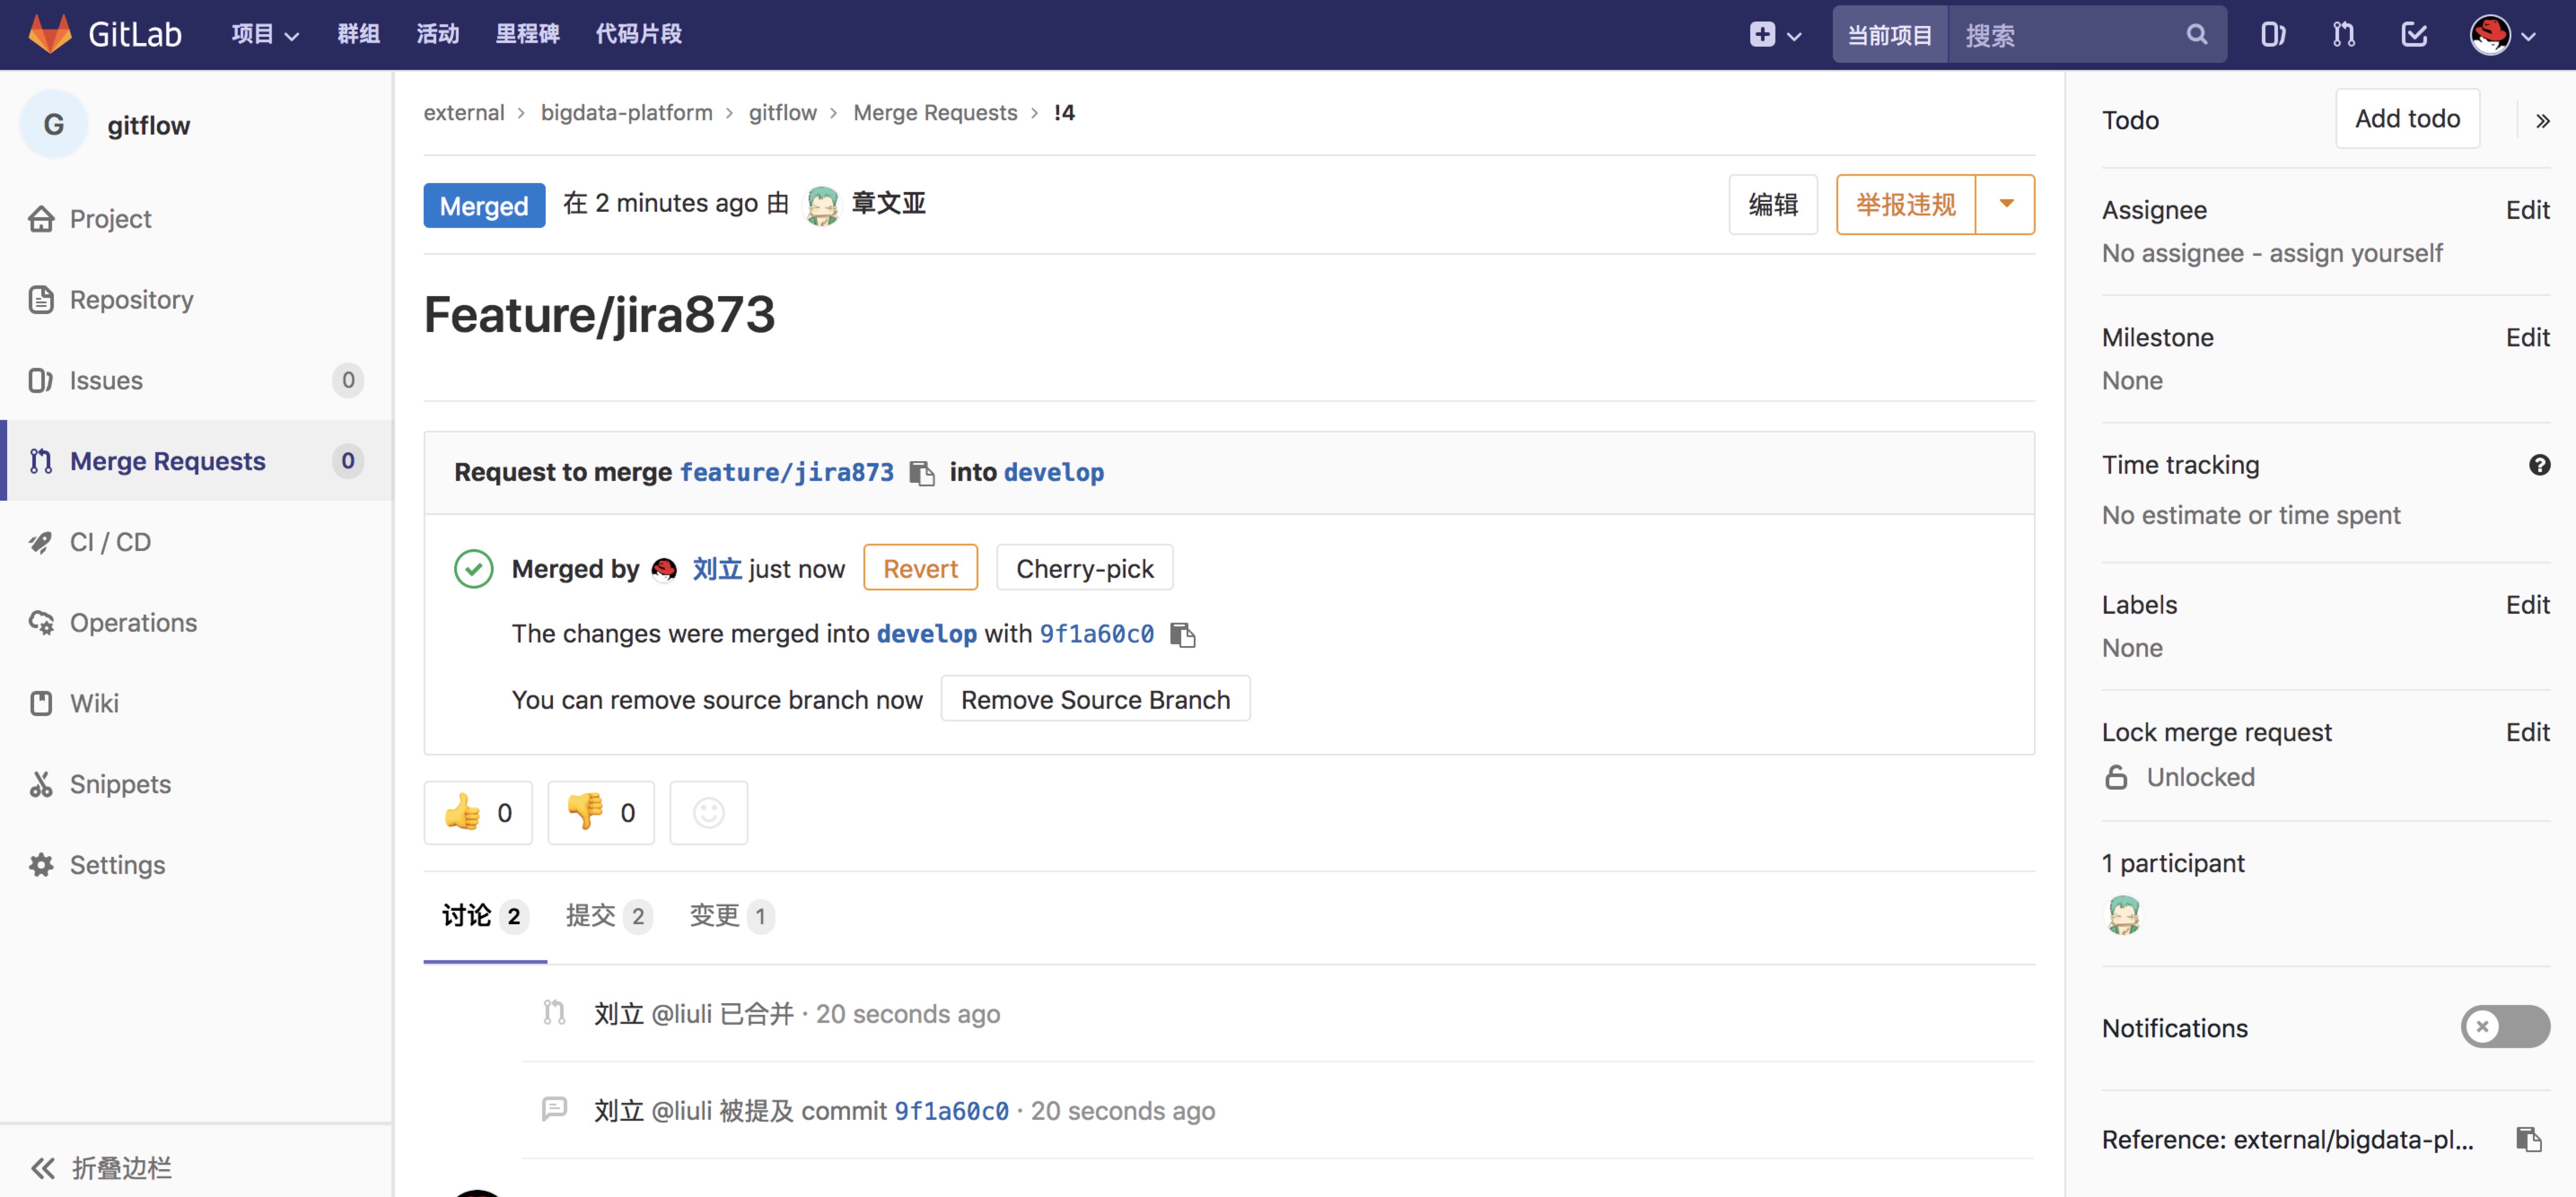 GitLab 项目 群组 活动 里程碑 代码片段 当前项目 搜索
G gitflow
Project
Repository
Issues 0
Merge Requests 0
CI / CD
Operations
Wiki
Snippets
Settings
折叠边栏
external › bigdata-platform › gitflow › Merge Requests › !4
Merged 在 2 minutes ago 由 章文亚 编辑 举报违规
Feature/jira873
Request to merge feature/jira873 into develop
Merged by 刘立 just now Revert Cherry-pick
The changes were merged into develop with 9f1a60c0
You can remove source branch now Remove Source Branch
0 0
讨论 2 提交 2 变更 1
刘立 @liuli 已合并 · 20 seconds ago
刘立 @liuli 被提及 commit 9f1a60c0 · 20 seconds ago
Todo Add todo »
Assignee Edit
No assignee - assign yourself
Milestone Edit
None
Time tracking
No estimate or time spent
Labels Edit
None
Lock merge request Edit
Unlocked
1 participant
Notifications
Reference: external/bigdata-pl...